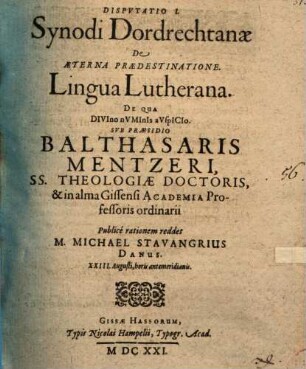 DISPVTATIO I.
Synodi Dordrechtanæ
De
ÆTERNA PRÆDESTINATIONE.
Lingua Lutherana.
DE QUA
DIVIno nVMInIs aVspICIo.
SVB PRÆSIDIO
BALTHASARIS
MENTZERI,
SS. THEOLOGIÆ DOCTORIS,
& in alma Gissensi ACADEMIA Pro-
fessoris ordinarii
Publicè rationem reddet
M. MICHAEL STAVANGRIUS
DANUS.
XXIII. Augusti, horis antemeridianis.
56.
GISSÆ HASSORUM,
Typis Nicolai Hampelii, Typogr. Acad.
M DC XXI.